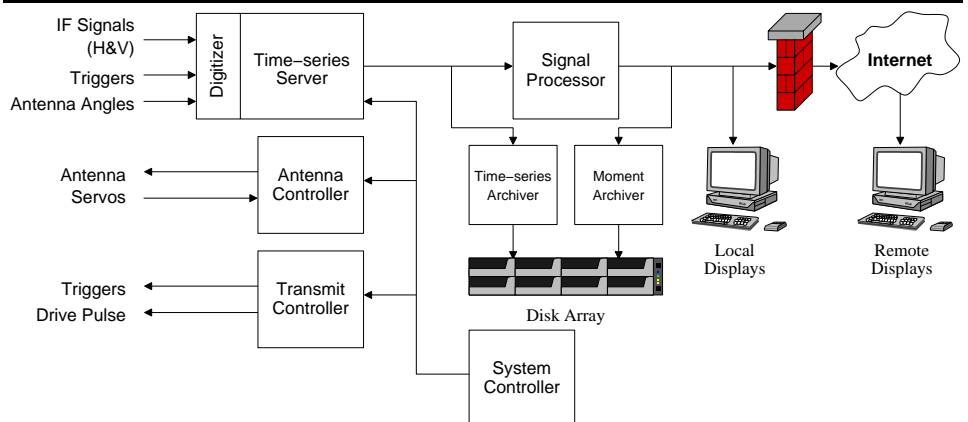 IF Signals
(H&V)
Triggers
Antenna Angles
Digitizer
Time−series
Server
Signal
Processor
Internet
Antenna
Servos
Antenna
Controller
Time−series
Archiver
Moment
Archiver
Local
Displays
Remote
Displays
Triggers
Drive Pulse
Transmit
Controller
Disk Array
System
Controller